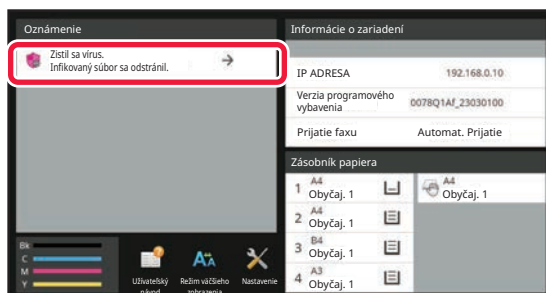 Oznámenie
Zistil sa vírus.
Infikovaný súbor sa odstránil.
Informácie o zariadení
IP ADRESA 192.168.0.10
Verzia programového
vybavenia 0078Q1Af_23030100
Prijatie faxu Automat. Prijatie
Zásobník papiera
1 A4
Obyčaj. 1
A4
Obyčaj. 1
2 A4
Obyčaj. 1
3 B4
Obyčaj. 1
4 A3
Obyčaj. 1
Bk
C
M
Y
Užívateľský
návod
Režim väčšieho
zobrazenia
Nastavenie